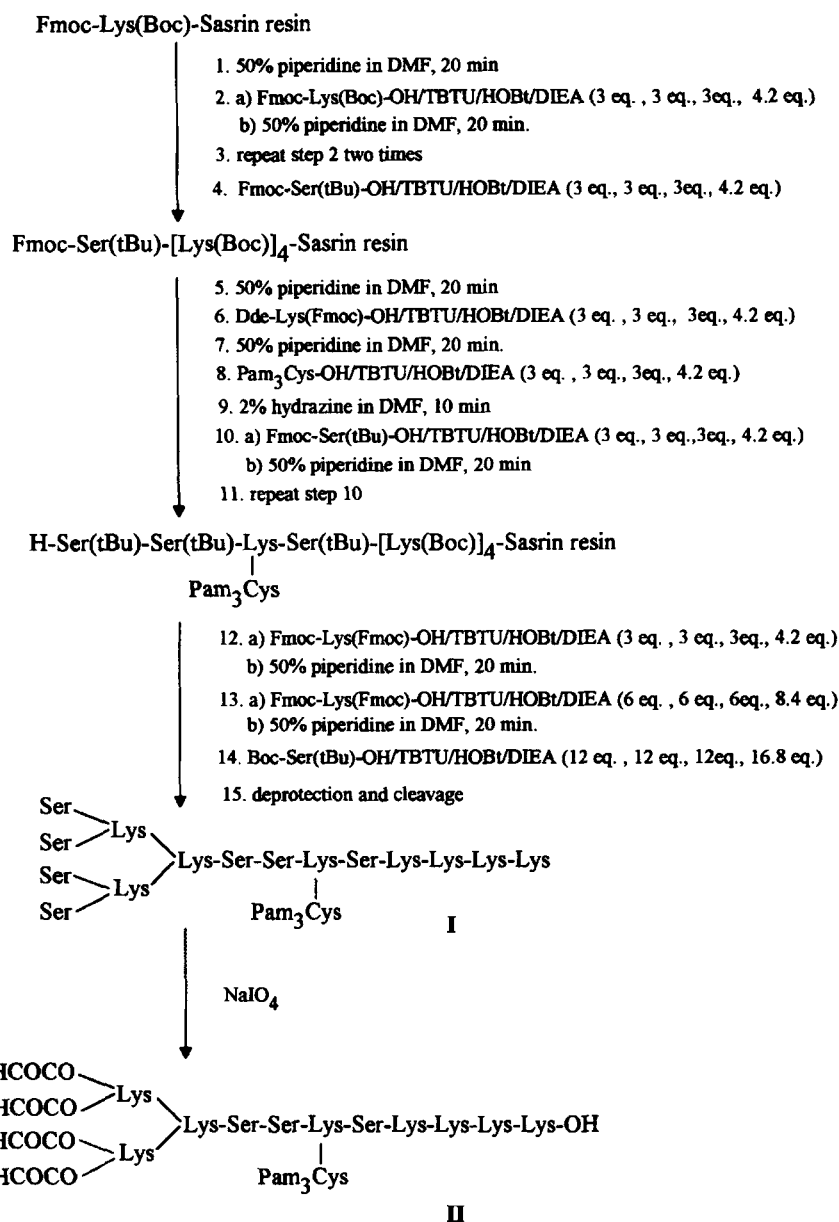 Fmoc-Lys(Boc)-Sasrin resin
1. 50% piperidine in DMF, 20 min
2. a) Fmoc-Lys(Boc)-OH/TBTU/HOBt/DIEA (3 eq. , 3 eq., 3eq., 4.2 eq.)
b) 50% piperidine in DMF, 20 min.
3. repeat step 2 two times
4. Fmoc-Ser(tBu)-OH/TBTU/HOBt/DIEA (3 eq., 3 eq., 3eq., 4.2 eq.)
Fmoc-Ser(tBu)-[Lys(Boc)]4-Sasrin resin
5. 50% piperidine in DMF, 20 min
6. Dde-Lys(Fmoc)-OH/TBTU/HOBt/DIEA (3 eq. , 3 eq., 3eq., 4.2 eq.)
7. 50% piperidine in DMF, 20 min.
8. Pam3Cys-OH/TBTU/HOBt/DIEA (3 eq. , 3 eq., 3eq., 4.2 eq.)
9. 2% hydrazine in DMF, 10 min
10. a) Fmoc-Ser(tBu)-OH/TBTU/HOBt/DIEA (3 eq., 3 eq.,3eq., 4.2 eq.)
b) 50% piperidine in DMF, 20 min
11. repeat step 10
H-Ser(tBu)-Ser(tBu)-Lys-Ser(tBu)-[Lys(Boc)]4-Sasrin resin
Pam3Cys
12. a) Fmoc-Lys(Fmoc)-OH/TBTU/HOBt/DIEA (3 eq. , 3 eq., 3eq., 4.2 eq.)
b) 50% piperidine in DMF, 20 min.
13. a) Fmoc-Lys(Fmoc)-OH/TBTU/HOBt/DIEA (6 eq. , 6 eq., 6eq., 8.4 eq.)
b) 50% piperidine in DMF, 20 min.
14. Boc-Ser(tBu)-OH/TBTU/HOBt/DIEA (12 eq. , 12 eq., 12eq., 16.8 eq.)
15. deprotection and cleavage
Ser
Lys
Ser
Lys-Ser-Ser-Lys-Ser-Lys-Lys-Lys-Lys
Ser
Lys
Ser
Pam3Cys
I
NaIO4
HCOCO
Lys
HCOCO
Lys-Ser-Ser-Lys-Ser-Lys-Lys-Lys-Lys-OH
HCOCO
Lys
HCOCO
Pam3Cys
II